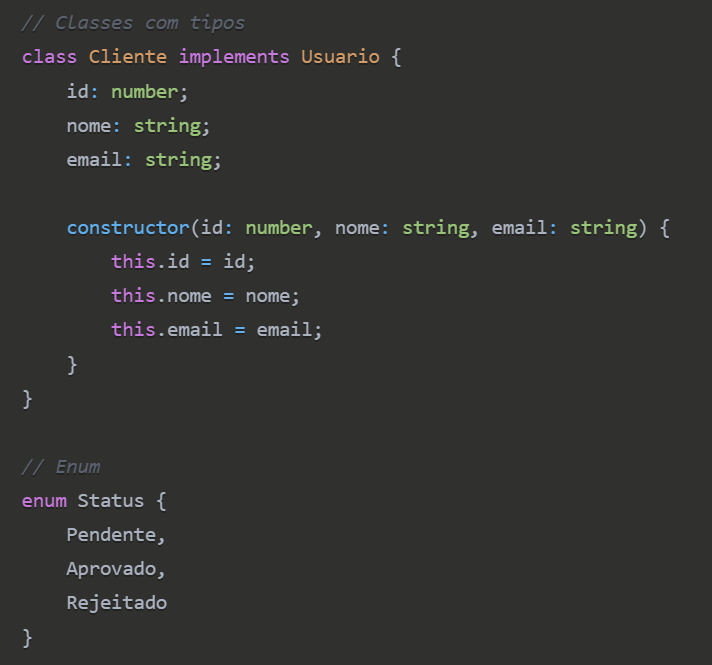 // Classes com tipos
class Cliente implements Usuario {
    id: number;
    nome: string;
    email: string;

    constructor(id: number, nome: string, email: string) {
        this.id = id;
        this.nome = nome;
        this.email = email;
    }
}

// Enum
enum Status {
    Pendente,
    Aprovado,
    Rejeitado
}